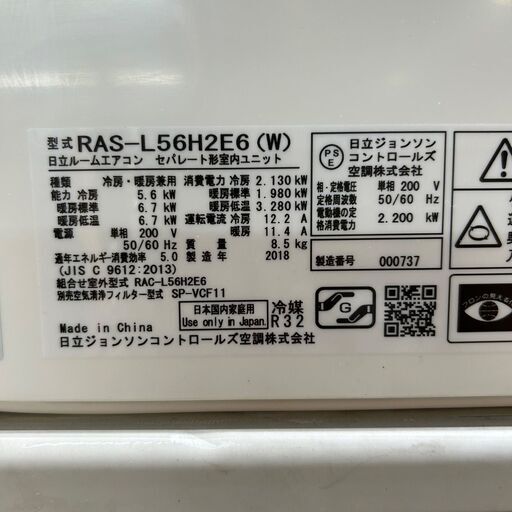 型式 RAS-L56H2E6 (W)
日立ルームエアコン セパレート形室内ユニット
種類 冷房・暖房兼用
能力 冷房 5.6 kW
暖房標準 6.7 kW
暖房低温 6.7 kW
電源 単相 200 V
50/60 Hz
通年エネルギー消費効率 5.0
(JIS C 9612:2013)
消費電力 冷房 2.130 kW
暖房標準 1.980 kW
暖房低温 3.280 kW
運転電流 冷房 12.2 A
暖房 11.4 A
質量 8.5 kg
製造年 2018
組合せ室外型式 RAC-L56H2E6
別売空気清浄フィルター型式 SP-VCF11
日本国内家庭用
Use only in Japan.
冷媒
R32
Made in China
日立ジョンソンコントロールズ空調株式会社
PSE
日立ジョンソン
コントロールズ
空調株式会社
相・定格電圧 単相 200 V
定格周波数 50/60 Hz
電動機の定
格消費電力 2.200 kW
製造番号 000737
G
フロンの見える化